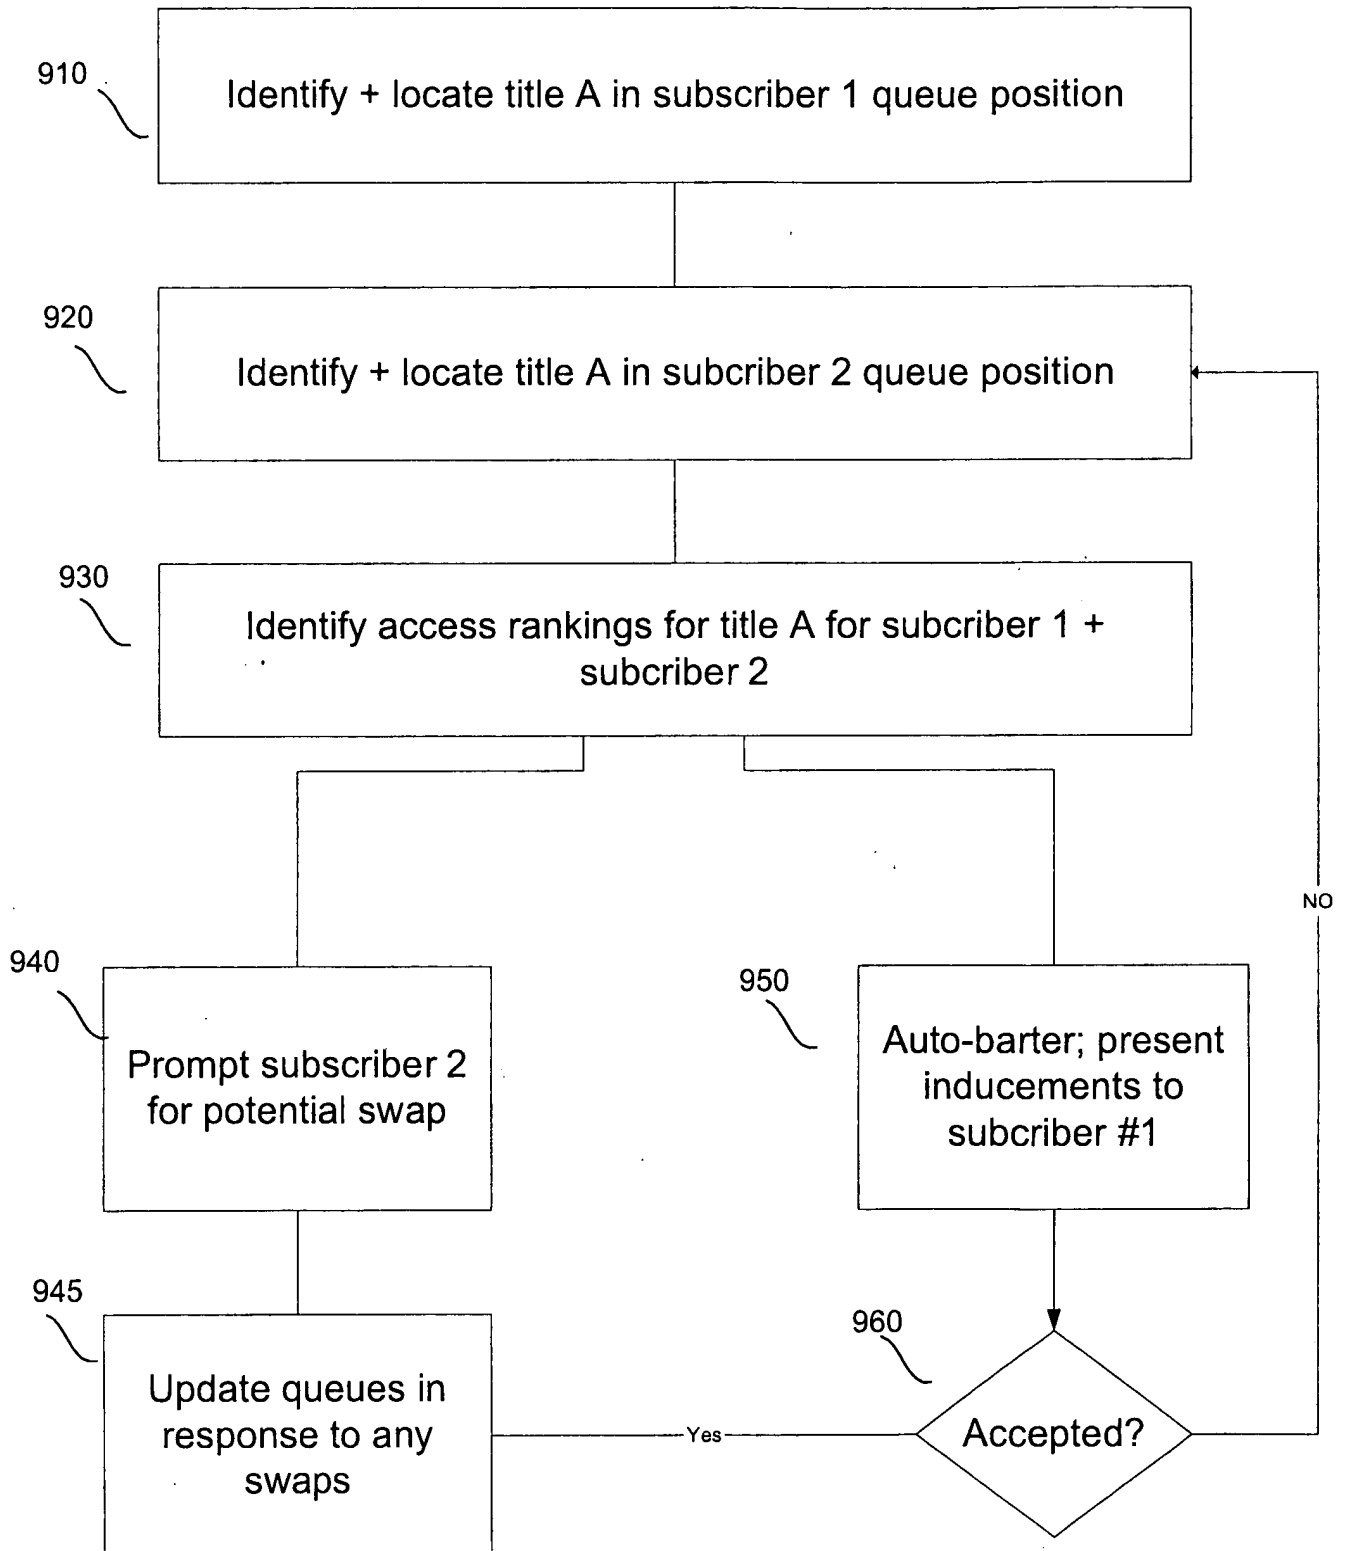 910
Identify + locate title A in subscriber 1 queue position
920
Identify + locate title A in subcriber 2 queue position
930
Identify access rankings for title A for subcriber 1 +
subcriber 2
940
Prompt subscriber 2
for potential swap
950
Auto-barter; present
inducements to
subcriber #1
NO
945
Update queues in
response to any
swaps
Yes
960
Accepted?